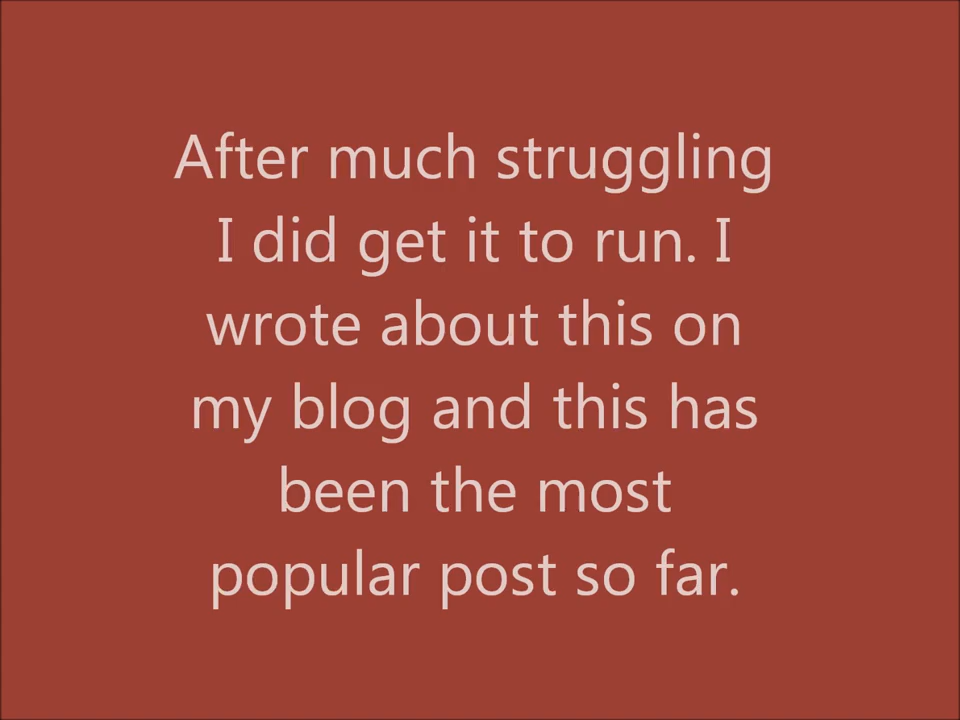 After much struggling
I did get it to run. I
wrote about this on
my blog and this has
been the most
popular post so far.